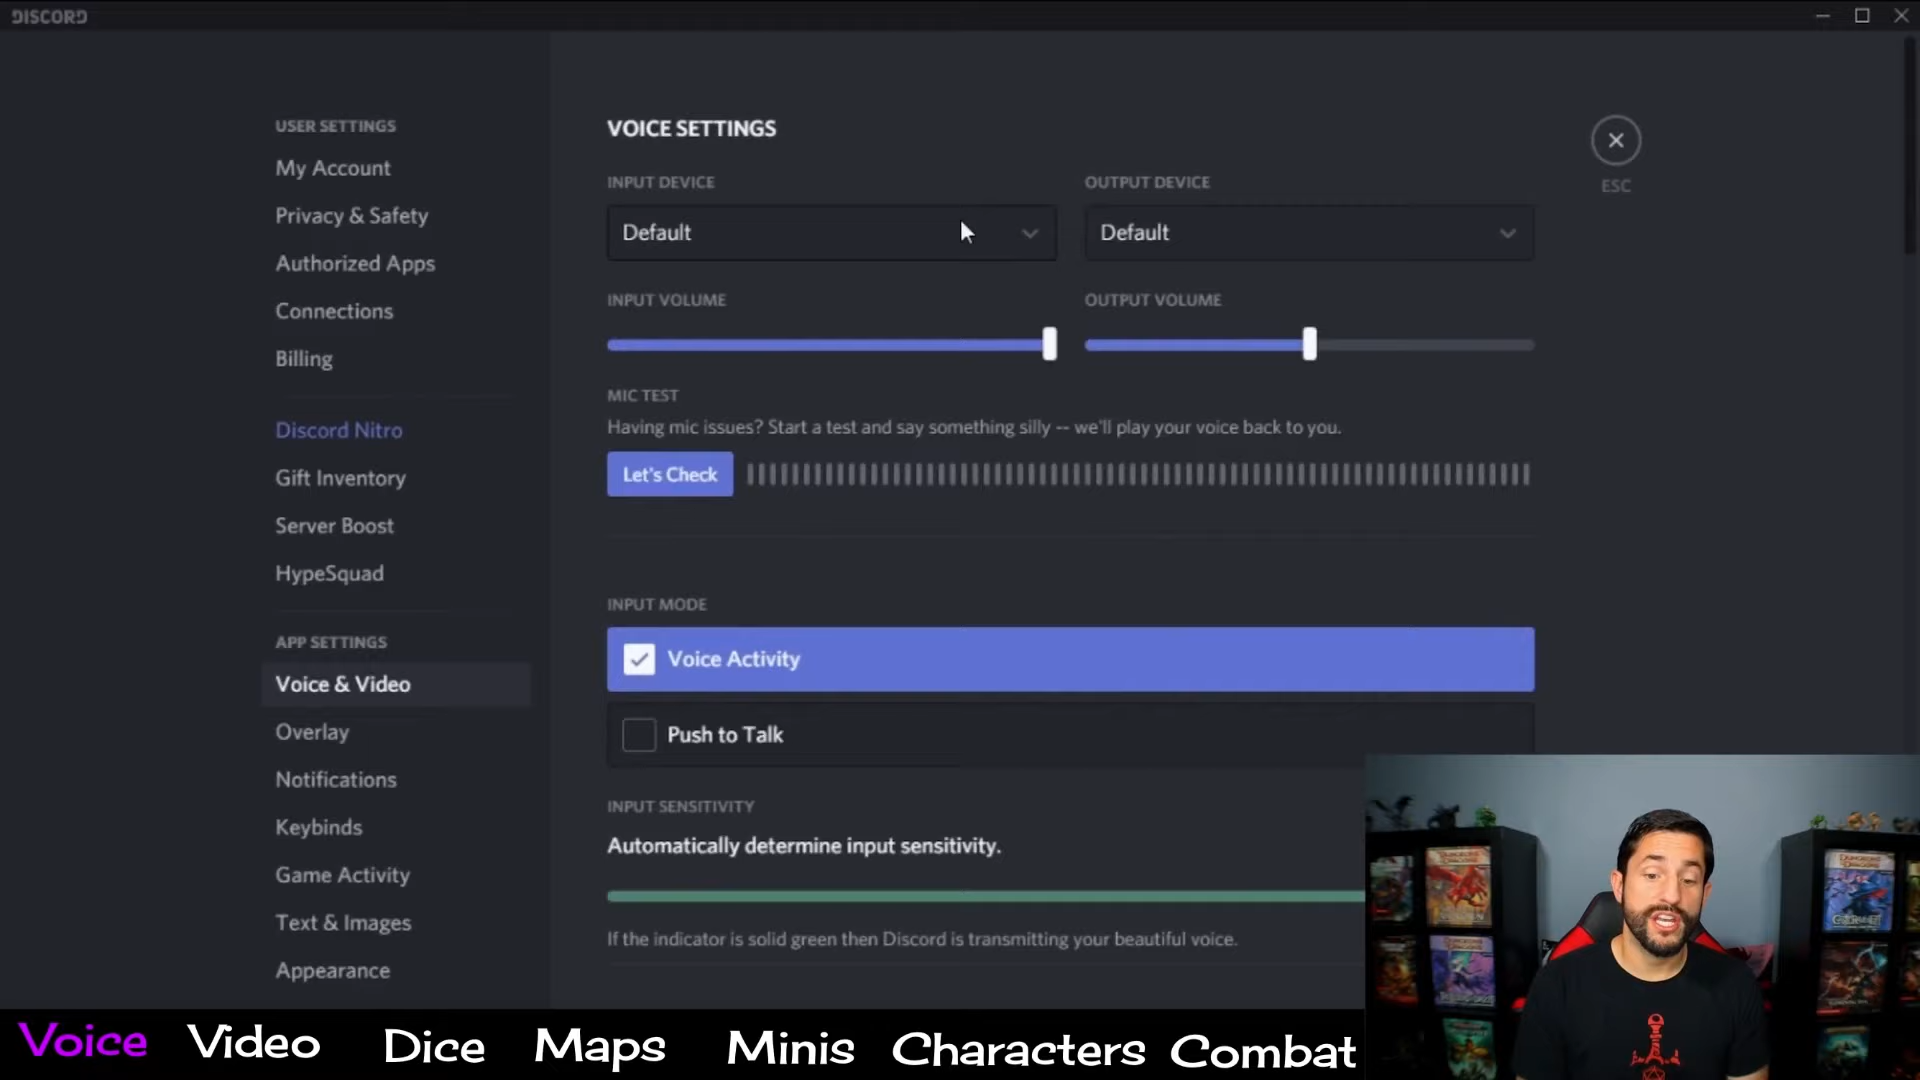 DISCORD
USER SETTINGS
My Account
Privacy & Safety
Authorized Apps
Connections
Billing
Discord Nitro
Gift Inventory
Server Boost
HypeSquad
APP SETTINGS
Voice & Video
Overlay
Notifications
Keybinds
Game Activity
Text & Images
Appearance
VOICE SETTINGS
INPUT DEVICE
OUTPUT DEVICE
Default
Default
INPUT VOLUME
OUTPUT VOLUME
MIC TEST
Having mic issues? Start a test and say something silly -- we'll play your voice back to you.
Let's Check
INPUT MODE
Voice Activity
Push to Talk
INPUT SENSITIVITY
Automatically determine input sensitivity.
If the indicator is solid green then Discord is transmitting your beautiful voice.
ESC
DUNGEONS & DRAGONS
DUNGEONS & DRAGONS
Voice Video Dice Maps Minis Characters Combat